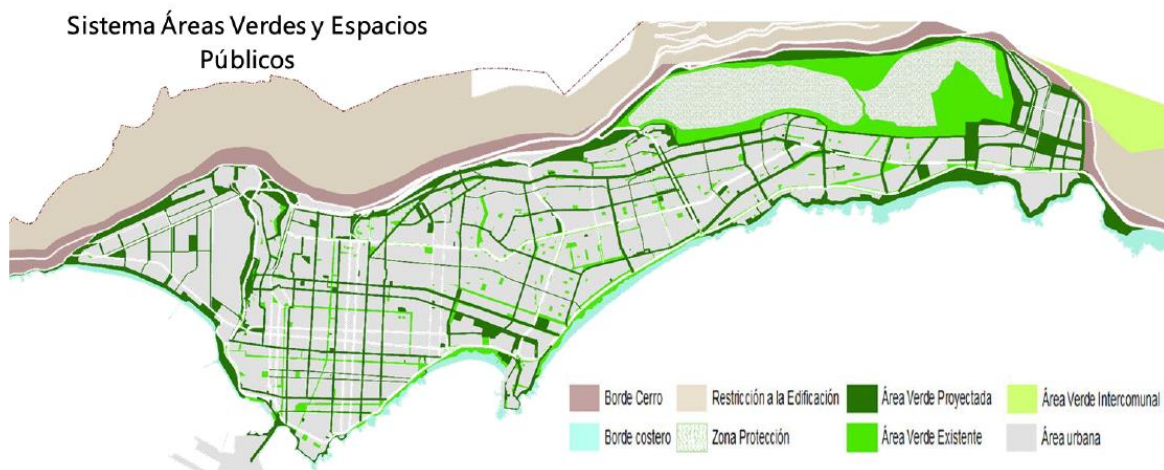 Sistema Áreas Verdes y Espacios
Públicos
Borde Cerro
Restricción a la Edificación
Área Verde Proyectada
Área Verde Intercomunal
Borde costero
Zona Protección
Área Verde Existente
Área urbana